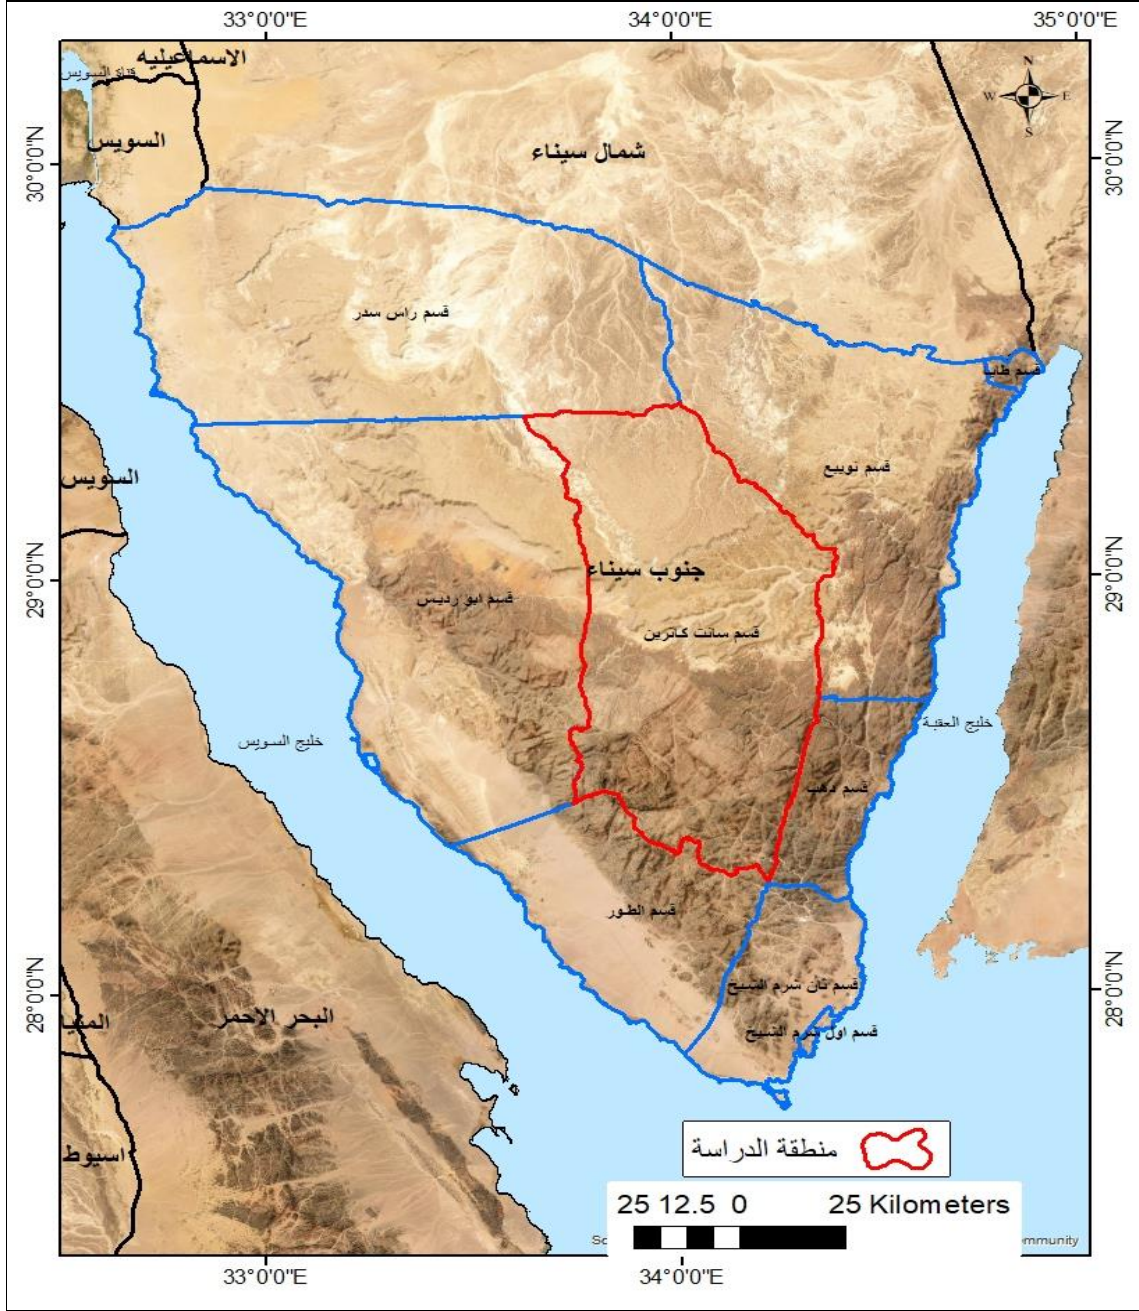 33°0'0"E 34°0'0"E 35°0'0"E
الاسماعيليه
قناة السويس
السويس
شمال سيناء
30°0'0"N 30°0'0"N
N
W E
S
قسم راس سدر
قسم طابا
السويس
قسم نويبع
جنوب سيناء
29°0'0"N 29°0'0"N
قسم ابو رديس
قسم سانت كاترين
خليج العقبة
خليج السويس
قسم دهب
قسم الطور
28°0'0"N 28°0'0"N
قسم ثان شرم الشيخ
البحر الاحمر
المنيا
قسم اول شرم الشيخ
منطقة الدراسة
اسيوط
25 12.5 0 25 Kilometers
33°0'0"E 34°0'0"E